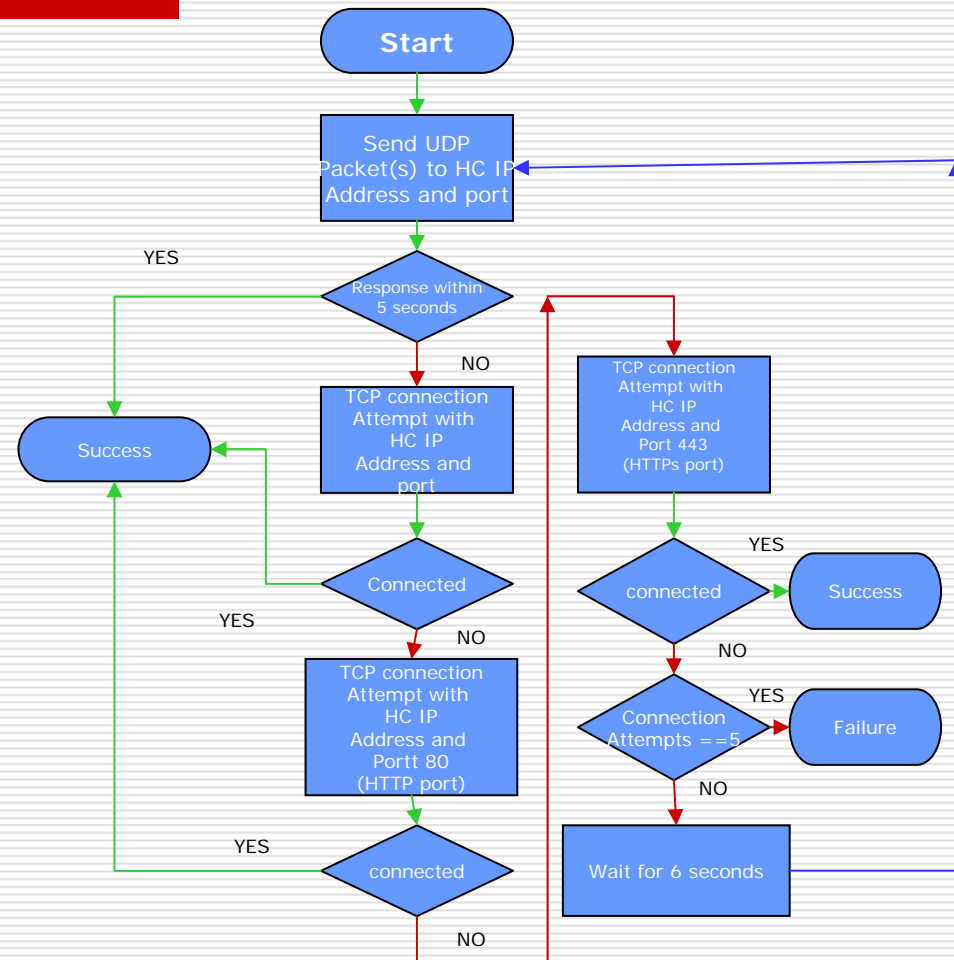 Start
Send UDP
Packet(s) to HC IP
Address and port
YES
Response within
5 seconds
NO
TCP connection
Attempt with
HC IP
Address and
port
Success
Connected
YES
NO
TCP connection
Attempt with
HC IP
Address and
Portt 80
(HTTP port)
YES
connected
NO
TCP connection
Attempt with
HC IP
Address and
Port 443
(HTTPs port)
YES
connected
Success
NO
YES
Connection
Attempts ==5
Failure
NO
Wait for 6 seconds